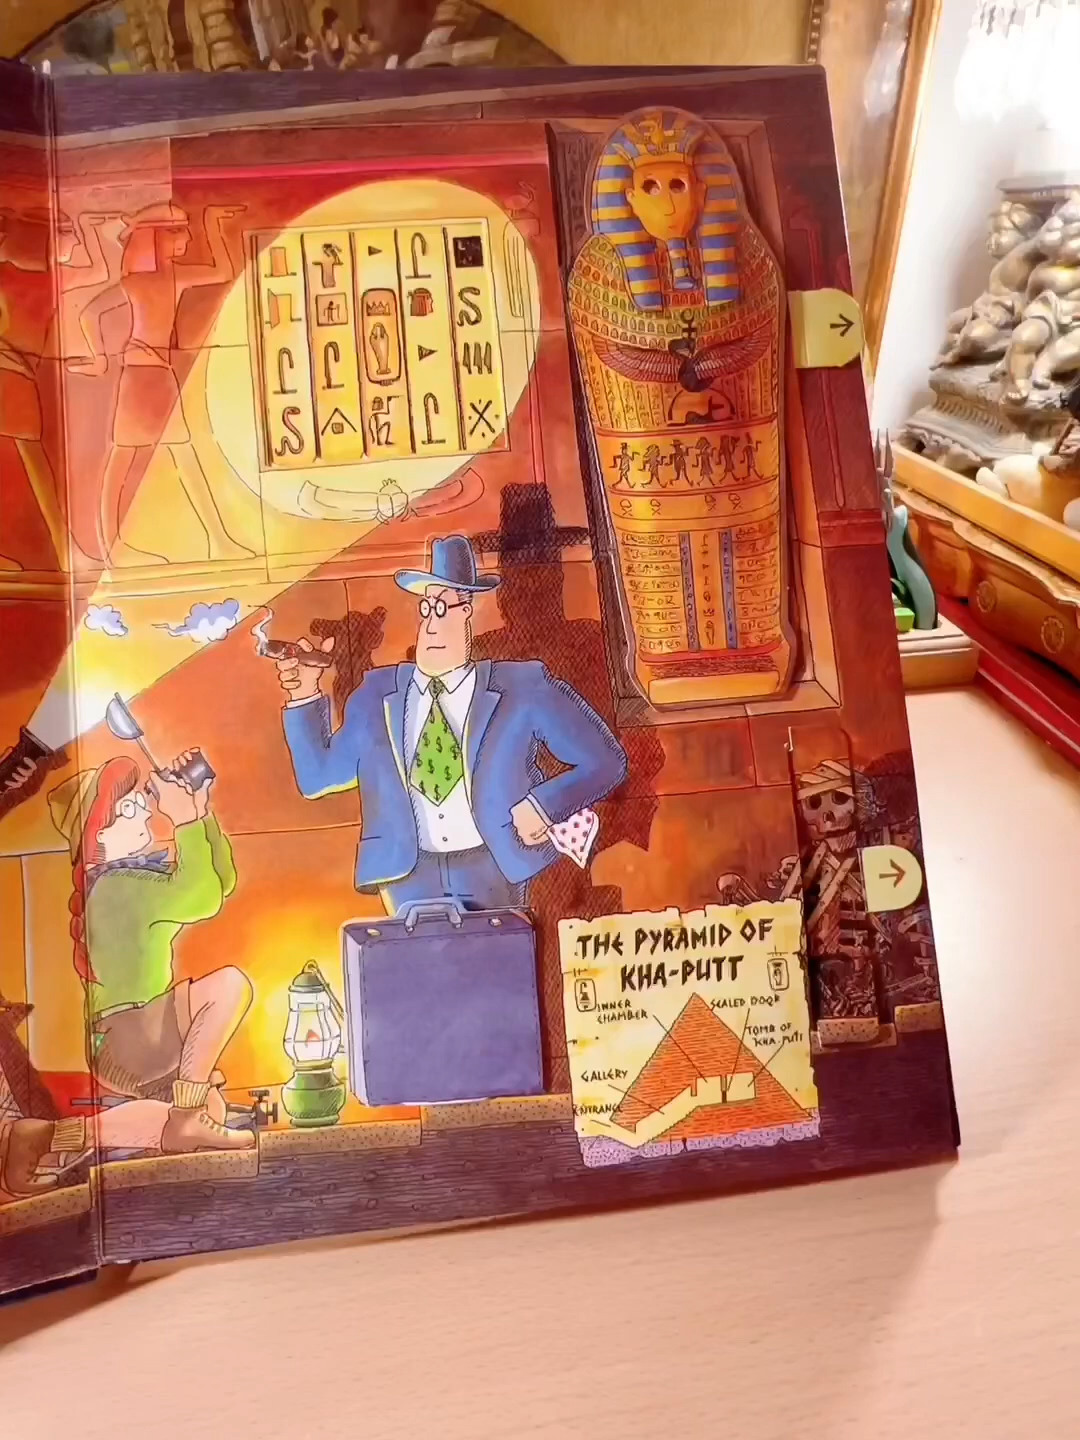 THE PYRAMID OF
KHA-PUTT
INNER
CHAMBER
SEALED DOOR
TOMB OF
KHA-PUTT
GALLERY
ENTRANCE